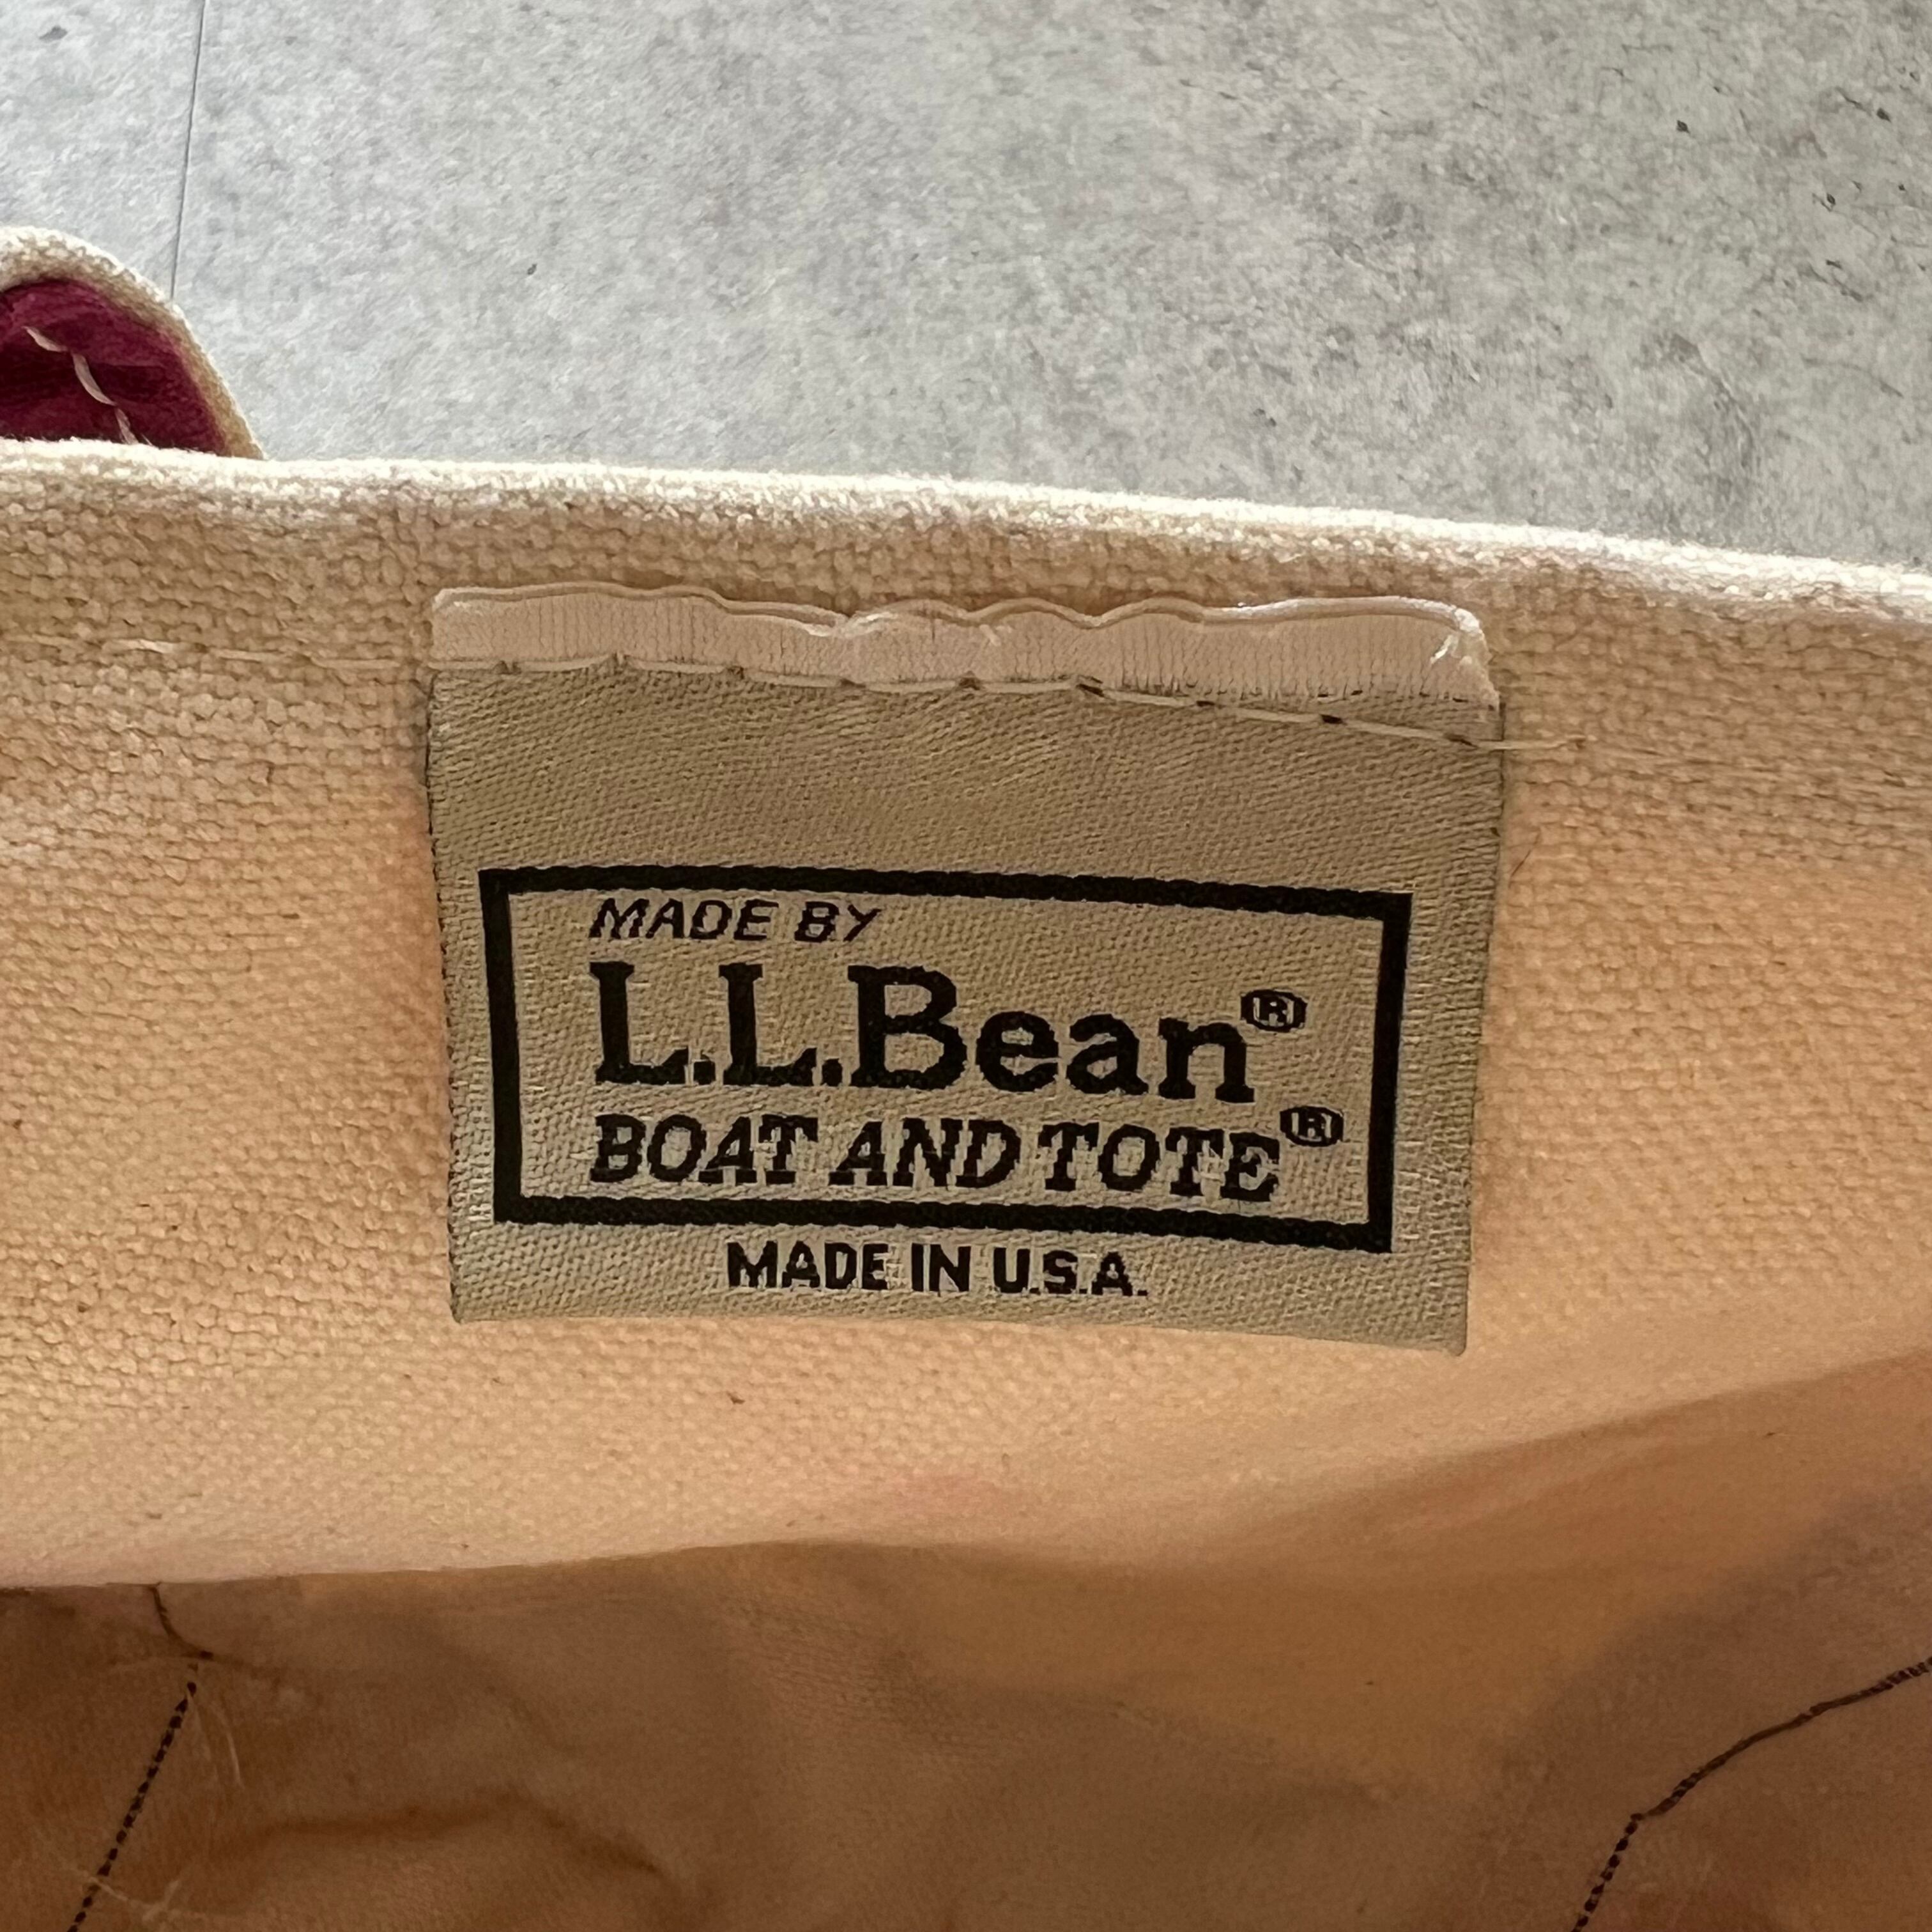 MADE BY
L.L.Bean®
BOAT AND TOTE®
MADE IN U.S.A.